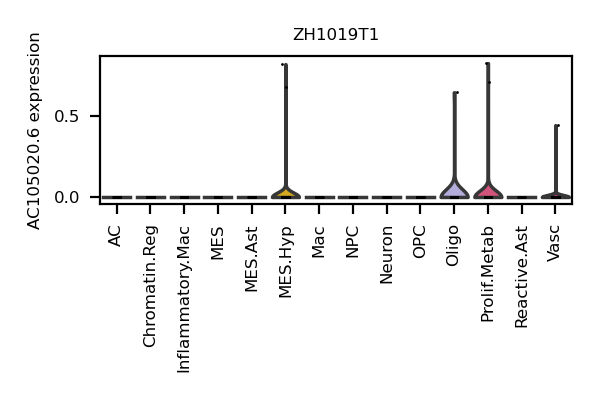 ZH1019T1
AC105020.6 expression
0.5
0.0
AC
Chromatin.Reg
Inflammatory.Mac
MES
MES.Ast
MES.Hyp
Mac
NPC
Neuron
OPC
Oligo
Prolif.Metab
Reactive.Ast
Vasc